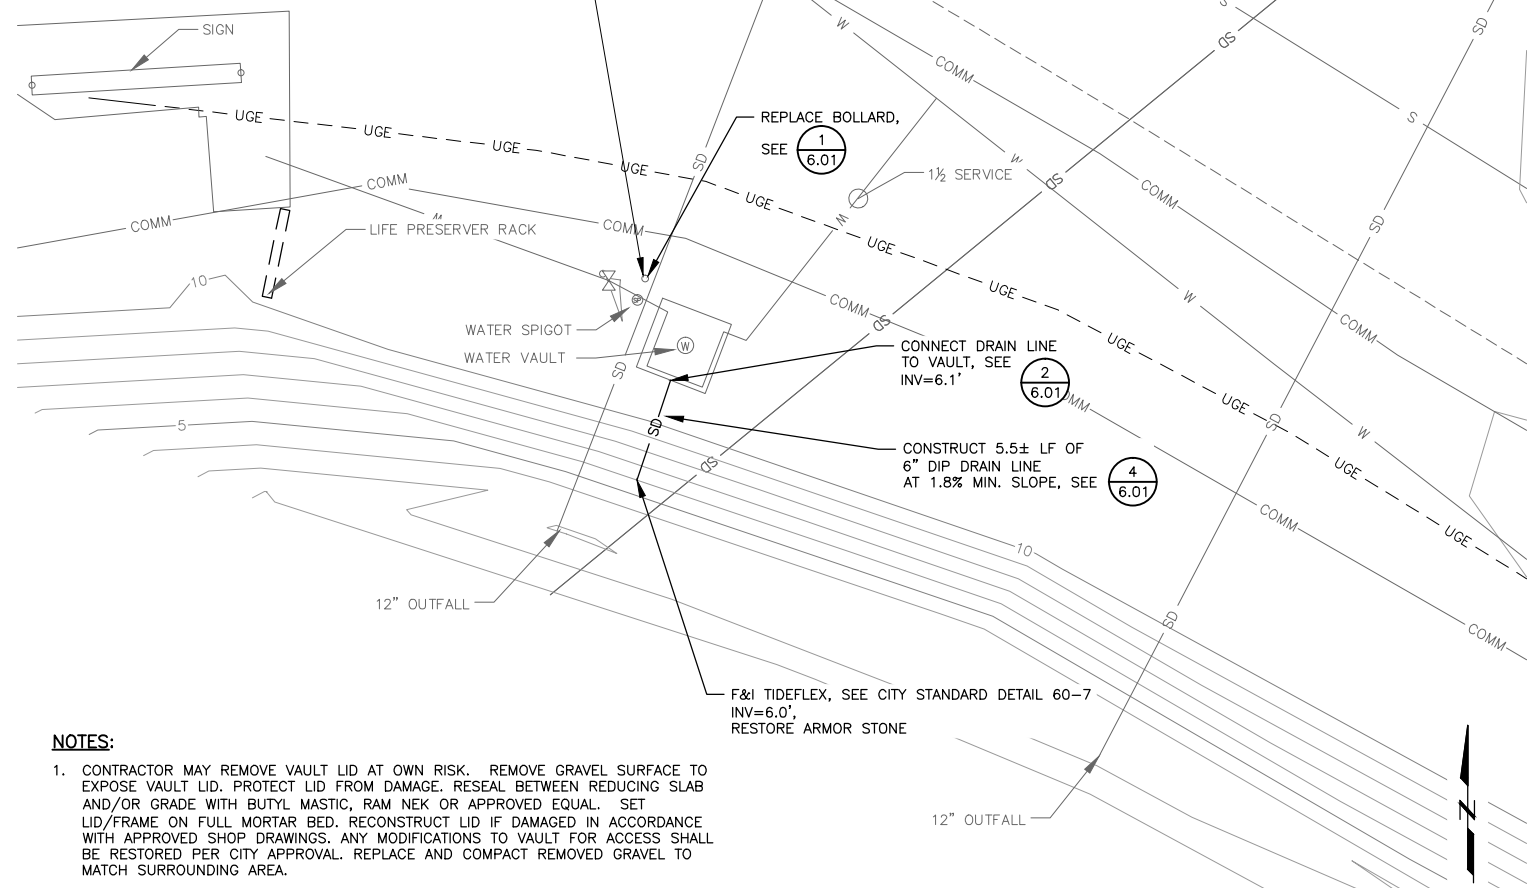 W
COMM
S
SD
SD
SIGN
UGE
UGE
UGE
UGE
REPLACE BOLLARD,
SEE 1
6.01
S
SD
W
1½ SERVICE
SD
COMM
COMM
W
UGE
W
COMM
LIFE PRESERVER RACK
COMM
SD
UGE
10
UGE
W
COMM
SD
SP
WATER SPIGOT
COMM
WATER VAULT
W
SD
CONNECT DRAIN LINE
TO VAULT, SEE
INV=6.1'
2
6.01
UGE
COMM
UGE
5
SD
SD
SD
W
CONSTRUCT 5.5± LF OF
6" DIP DRAIN LINE
AT 1.8% MIN. SLOPE, SEE
4
6.01
UGE
COMM
UGE
10
12" OUTFALL
SD
COMM
F&I TIDEFLEX, SEE CITY STANDARD DETAIL 60-7
INV=6.0',
RESTORE ARMOR STONE
NOTES:
1. CONTRACTOR MAY REMOVE VAULT LID AT OWN RISK. REMOVE GRAVEL SURFACE TO
EXPOSE VAULT LID. PROTECT LID FROM DAMAGE. RESEAL BETWEEN REDUCING SLAB
AND/OR GRADE WITH BUTYL MASTIC, RAM NEK OR APPROVED EQUAL. SET
LID/FRAME ON FULL MORTAR BED. RECONSTRUCT LID IF DAMAGED IN ACCORDANCE
WITH APPROVED SHOP DRAWINGS. ANY MODIFICATIONS TO VAULT FOR ACCESS SHALL
BE RESTORED PER CITY APPROVAL. REPLACE AND COMPACT REMOVED GRAVEL TO
MATCH SURROUNDING AREA.
12" OUTFALL
N